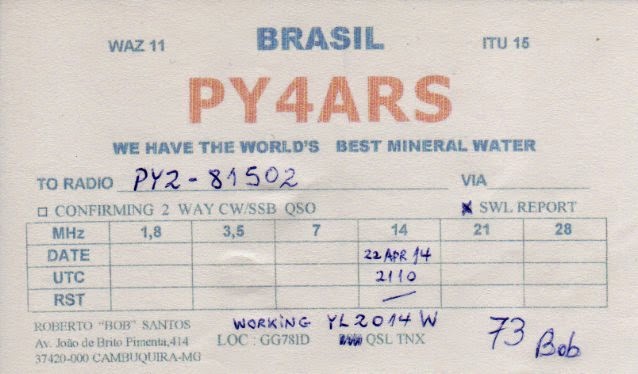 WAZ 11 BRASIL ITU 15
PY4ARS
WE HAVE THE WORLD'S BEST MINERAL WATER
TO RADIO PY2-81502 VIA
☐ CONFIRMING 2 WAY CW/SSB QSO ☒ SWL REPORT
MHz 1,8 3,5 7 14 21 28
DATE 22 APR 14
UTC 2110
RST —
ROBERTO "BOB" SANTOS WORKING YL2014W
Av. João de Brito Pimenta,414 LOC : GG78ID QSL TNX 73 Bob
37420-000 CAMBUQUIRA-MG